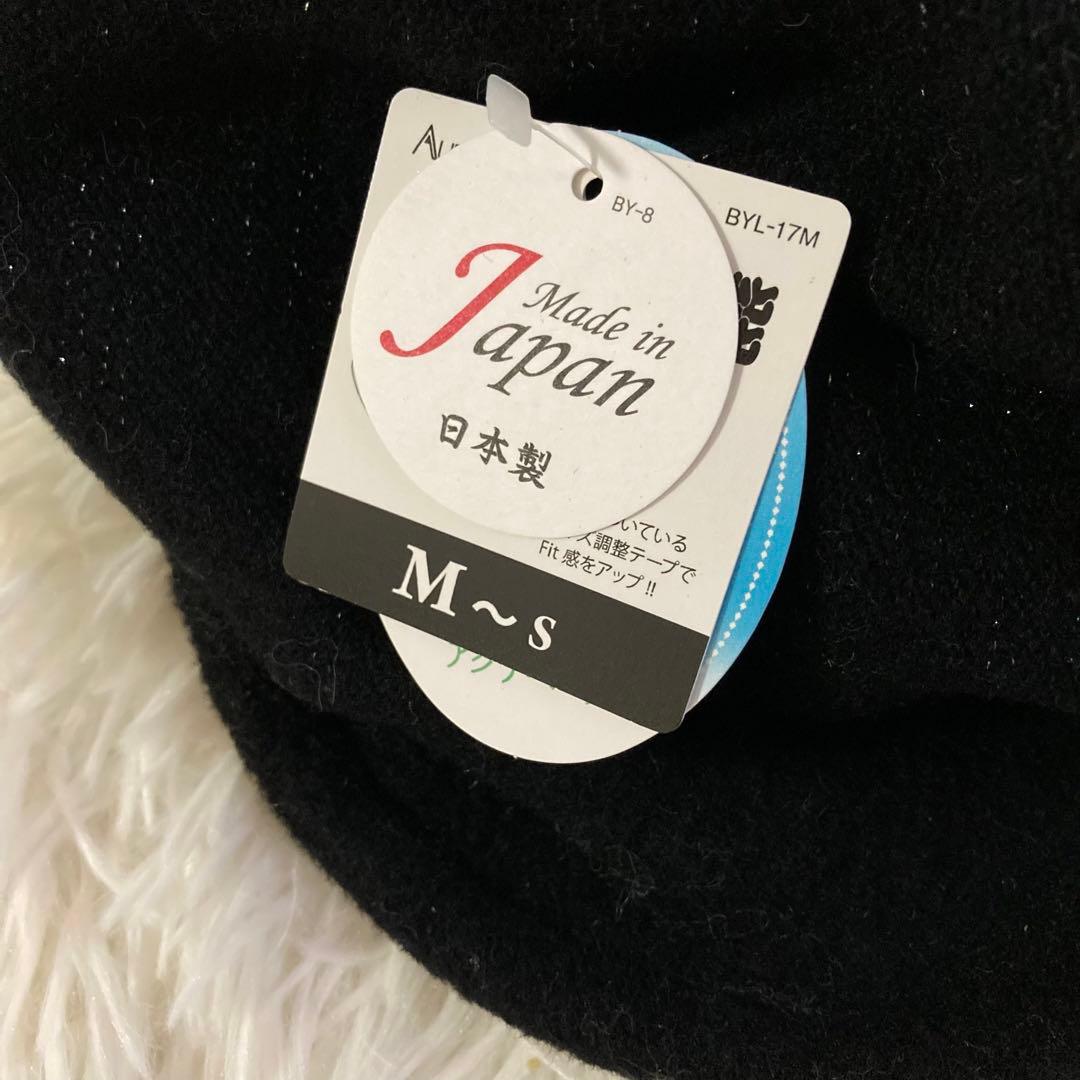 BY-8
BYL-17M
Made in
Japan
日本製
いている
調整テープで
Fit 感をアップ!!
M～S